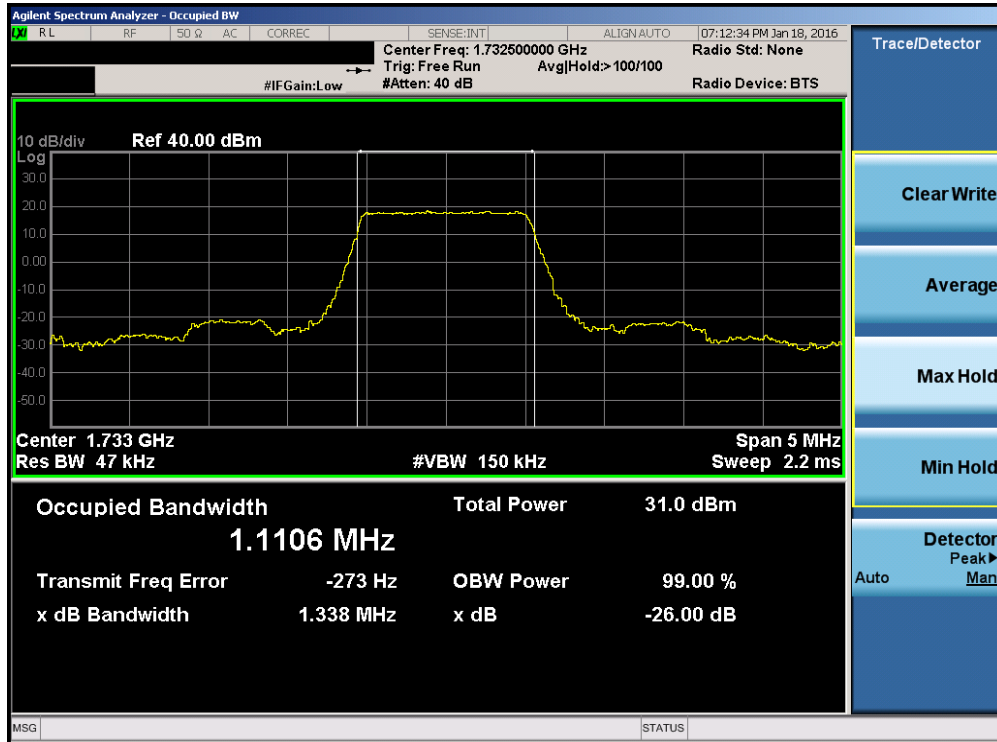 Agilent Spectrum Analyzer - Occupied BW
LXI RL RF 50 Ω AC CORREC SENSE:INT ALIGN AUTO 07:12:34 PM Jan 18, 2016
Center Freq: 1.732500000 GHz Radio Std: None
Trig: Free Run Avg|Hold:>100/100
#IFGain:Low #Atten: 40 dB Radio Device: BTS
10 dB/div Ref 40.00 dBm
Log
30.0
20.0
10.0
0.00
-10.0
-20.0
-30.0
-40.0
-50.0
Center 1.733 GHz Span 5 MHz
Res BW 47 kHz #VBW 150 kHz Sweep 2.2 ms
Occupied Bandwidth Total Power 31.0 dBm
1.1106 MHz
Transmit Freq Error -273 Hz OBW Power 99.00 %
x dB Bandwidth 1.338 MHz x dB -26.00 dB
MSG STATUS
Trace/Detector
Clear Write
Average
Max Hold
Min Hold
Detector
Peak▶
Auto Man